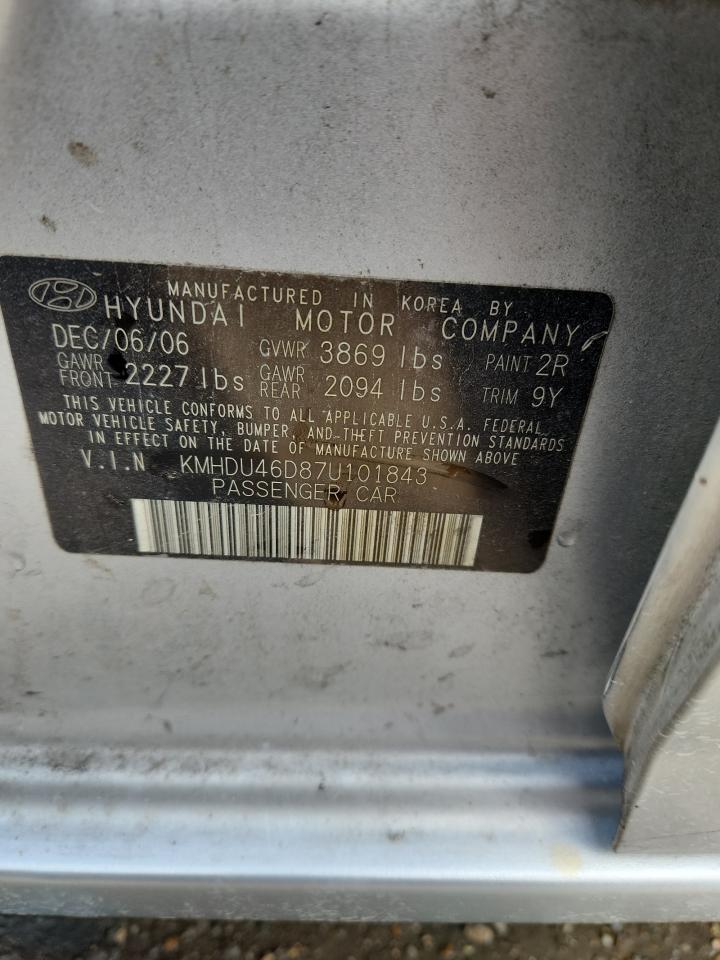 MANUFACTURED IN KOREA BY
HYUNDAI MOTOR COMPANY
DEC/06/06 GVWR 3869 lbs PAINT 2R
GAWR FRONT 2227 lbs GAWR REAR 2094 lbs TRIM 9Y
THIS VEHICLE CONFORMS TO ALL APPLICABLE U.S.A. FEDERAL
MOTOR VEHICLE SAFETY, BUMPER, AND THEFT PREVENTION STANDARDS
IN EFFECT ON THE DATE OF MANUFACTURE SHOWN ABOVE
V.I.N KMHDU46D87U101843
PASSENGER CAR